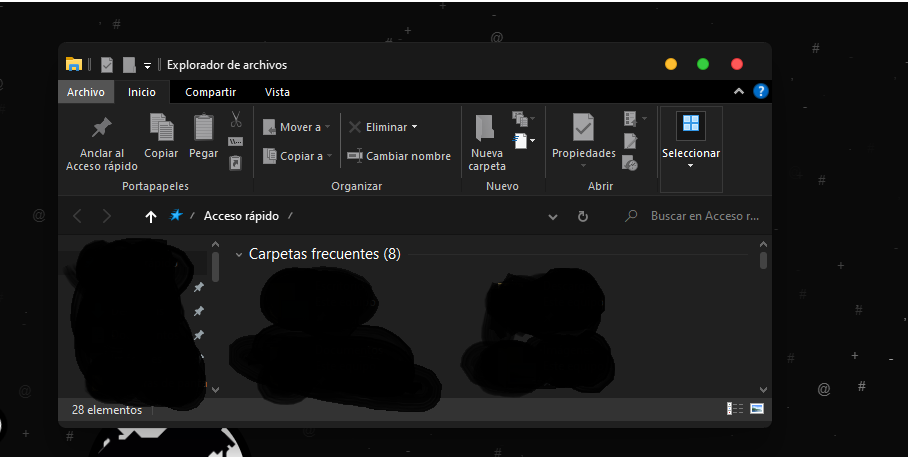 Explorador de archivos
Archivo Inicio Compartir Vista
Anclar al
Acceso rápido
Copiar
Pegar
Portapapeles
Mover a
Copiar a
Eliminar
Cambiar nombre
Organizar
Nueva
carpeta
Nuevo
Propiedades
Abrir
Seleccionar
/ Acceso rápido /
Buscar en Acceso r...
Carpetas frecuentes (8)
28 elementos